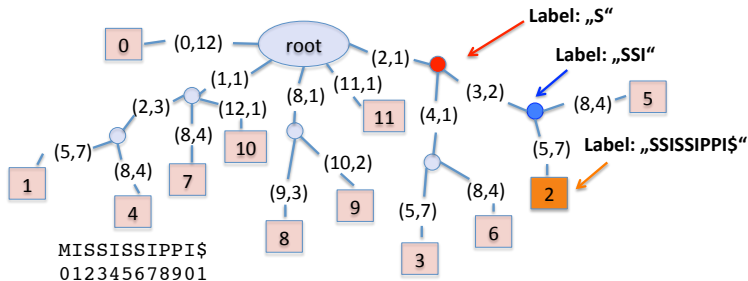 Label: „S“
0 (0,12) root (2,1)
Label: „SSI“
(1,1) (8,1) (11,1) (3,2)
(2,3) (12,1) (4,1) (8,4) 5
11
(8,4) 10
(5,7) (8,4) (10,2) (5,7) Label: „SSISSIPPI$“
1 7 (9,3) (8,4) 2
4 9 (5,7)
8 6
MISSISSIPPI$ 3
012345678901